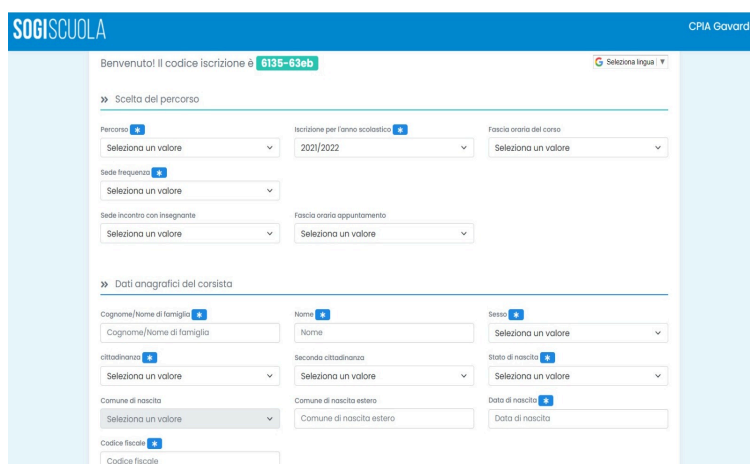 SOGISCUOLA
CPIA Gavard
Benvenuto! Il codice iscrizione è 6135-63eb
G Seleziona lingua ▼
» Scelta del percorso
Percorso * Iscrizione per l'anno scolastico * Fascia oraria del corso
Seleziona un valore 2021/2022 Seleziona un valore
Sede frequenza *
Seleziona un valore
Sede incontro con insegnante Fascia oraria appuntamento
Seleziona un valore Seleziona un valore
» Dati anagrafici del corsista
Cognome/Nome di famiglia * Nome * Sesso *
Cognome/Nome di famiglia Nome Seleziona un valore
cittadinanza * Seconda cittadinanza Stato di nascita *
Seleziona un valore Seleziona un valore Seleziona un valore
Comune di nascita Comune di nascita estero Data di nascita *
Seleziona un valore Comune di nascita estero Data di nascita
Codice fiscale *
Codice fiscale